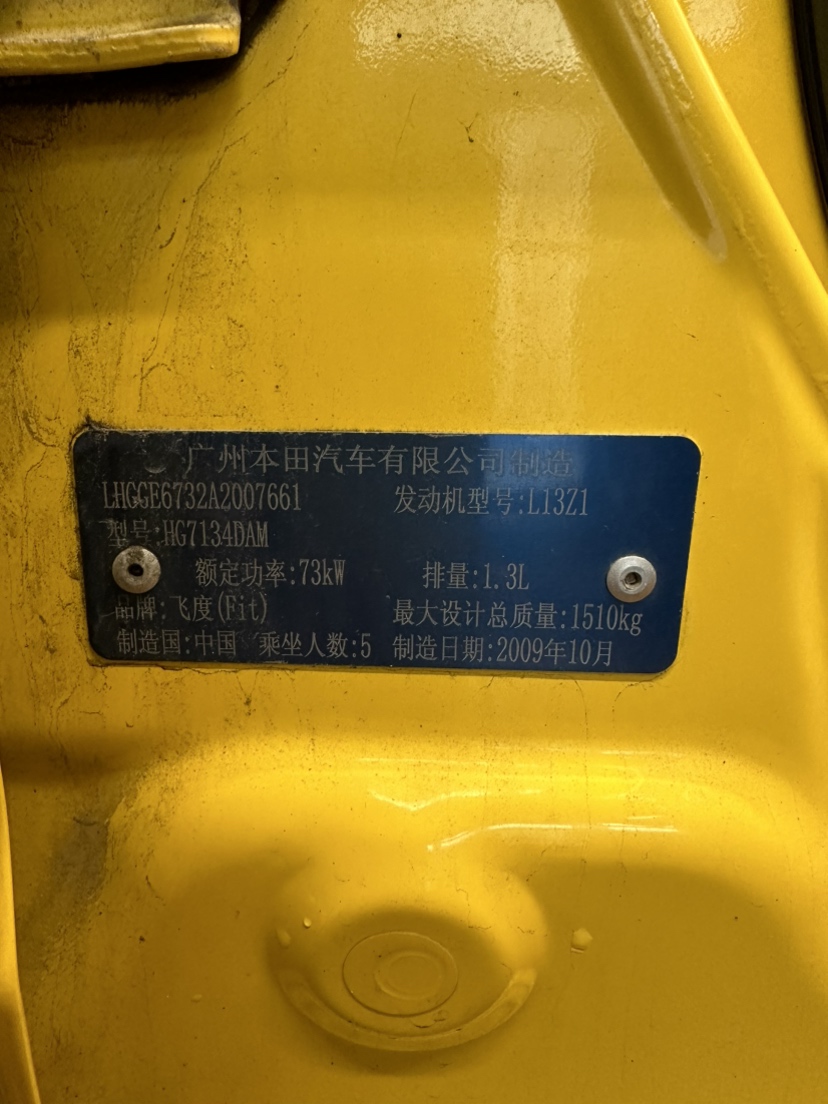 广州本田汽车有限公司制造
LHGGE6732A2007661 发动机型号:L13Z1
型号:HG7134DAM
额定功率:73kW 排量:1.3L
品牌:飞度(Fit) 最大设计总质量:1510kg
制造国:中国 乘坐人数:5 制造日期:2009年10月